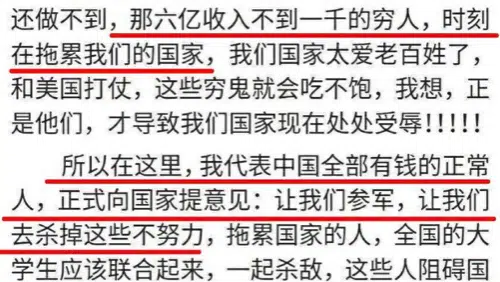 还做不到，那六亿收入不到一千的穷人，时刻
在拖累我们的国家，我们国家太爱老百姓了，
和美国打仗，这些穷鬼就会吃不饱，我想，正
是他们，才导致我们国家现在处处受辱！！！！！
所以在这里，我代表中国全部有钱的正常
人，正式向国家提意见：让我们参军，让我们
去杀掉这些不努力，拖累国家的人，全国的大
学生应该联合起来，一起杀敌，这些人阻碍国